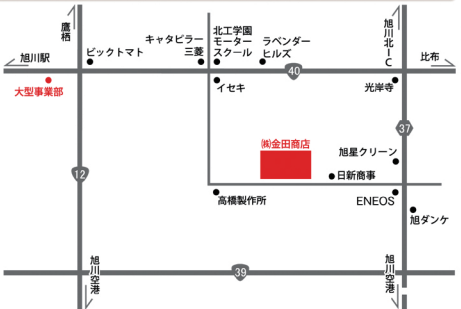 鷹栖
旭川北IC
北工学園
モーター
スクール
キャタピラー
三菱
ラベンダー
ヒルズ
旭川駅
ビックトマト
比布
40
大型事業部
イセキ
光岸寺
37
㈱金田商店
旭星クリーン
12
日新商事
高橋製作所
ENEOS
旭ダンケ
旭川空港
39
旭川空港